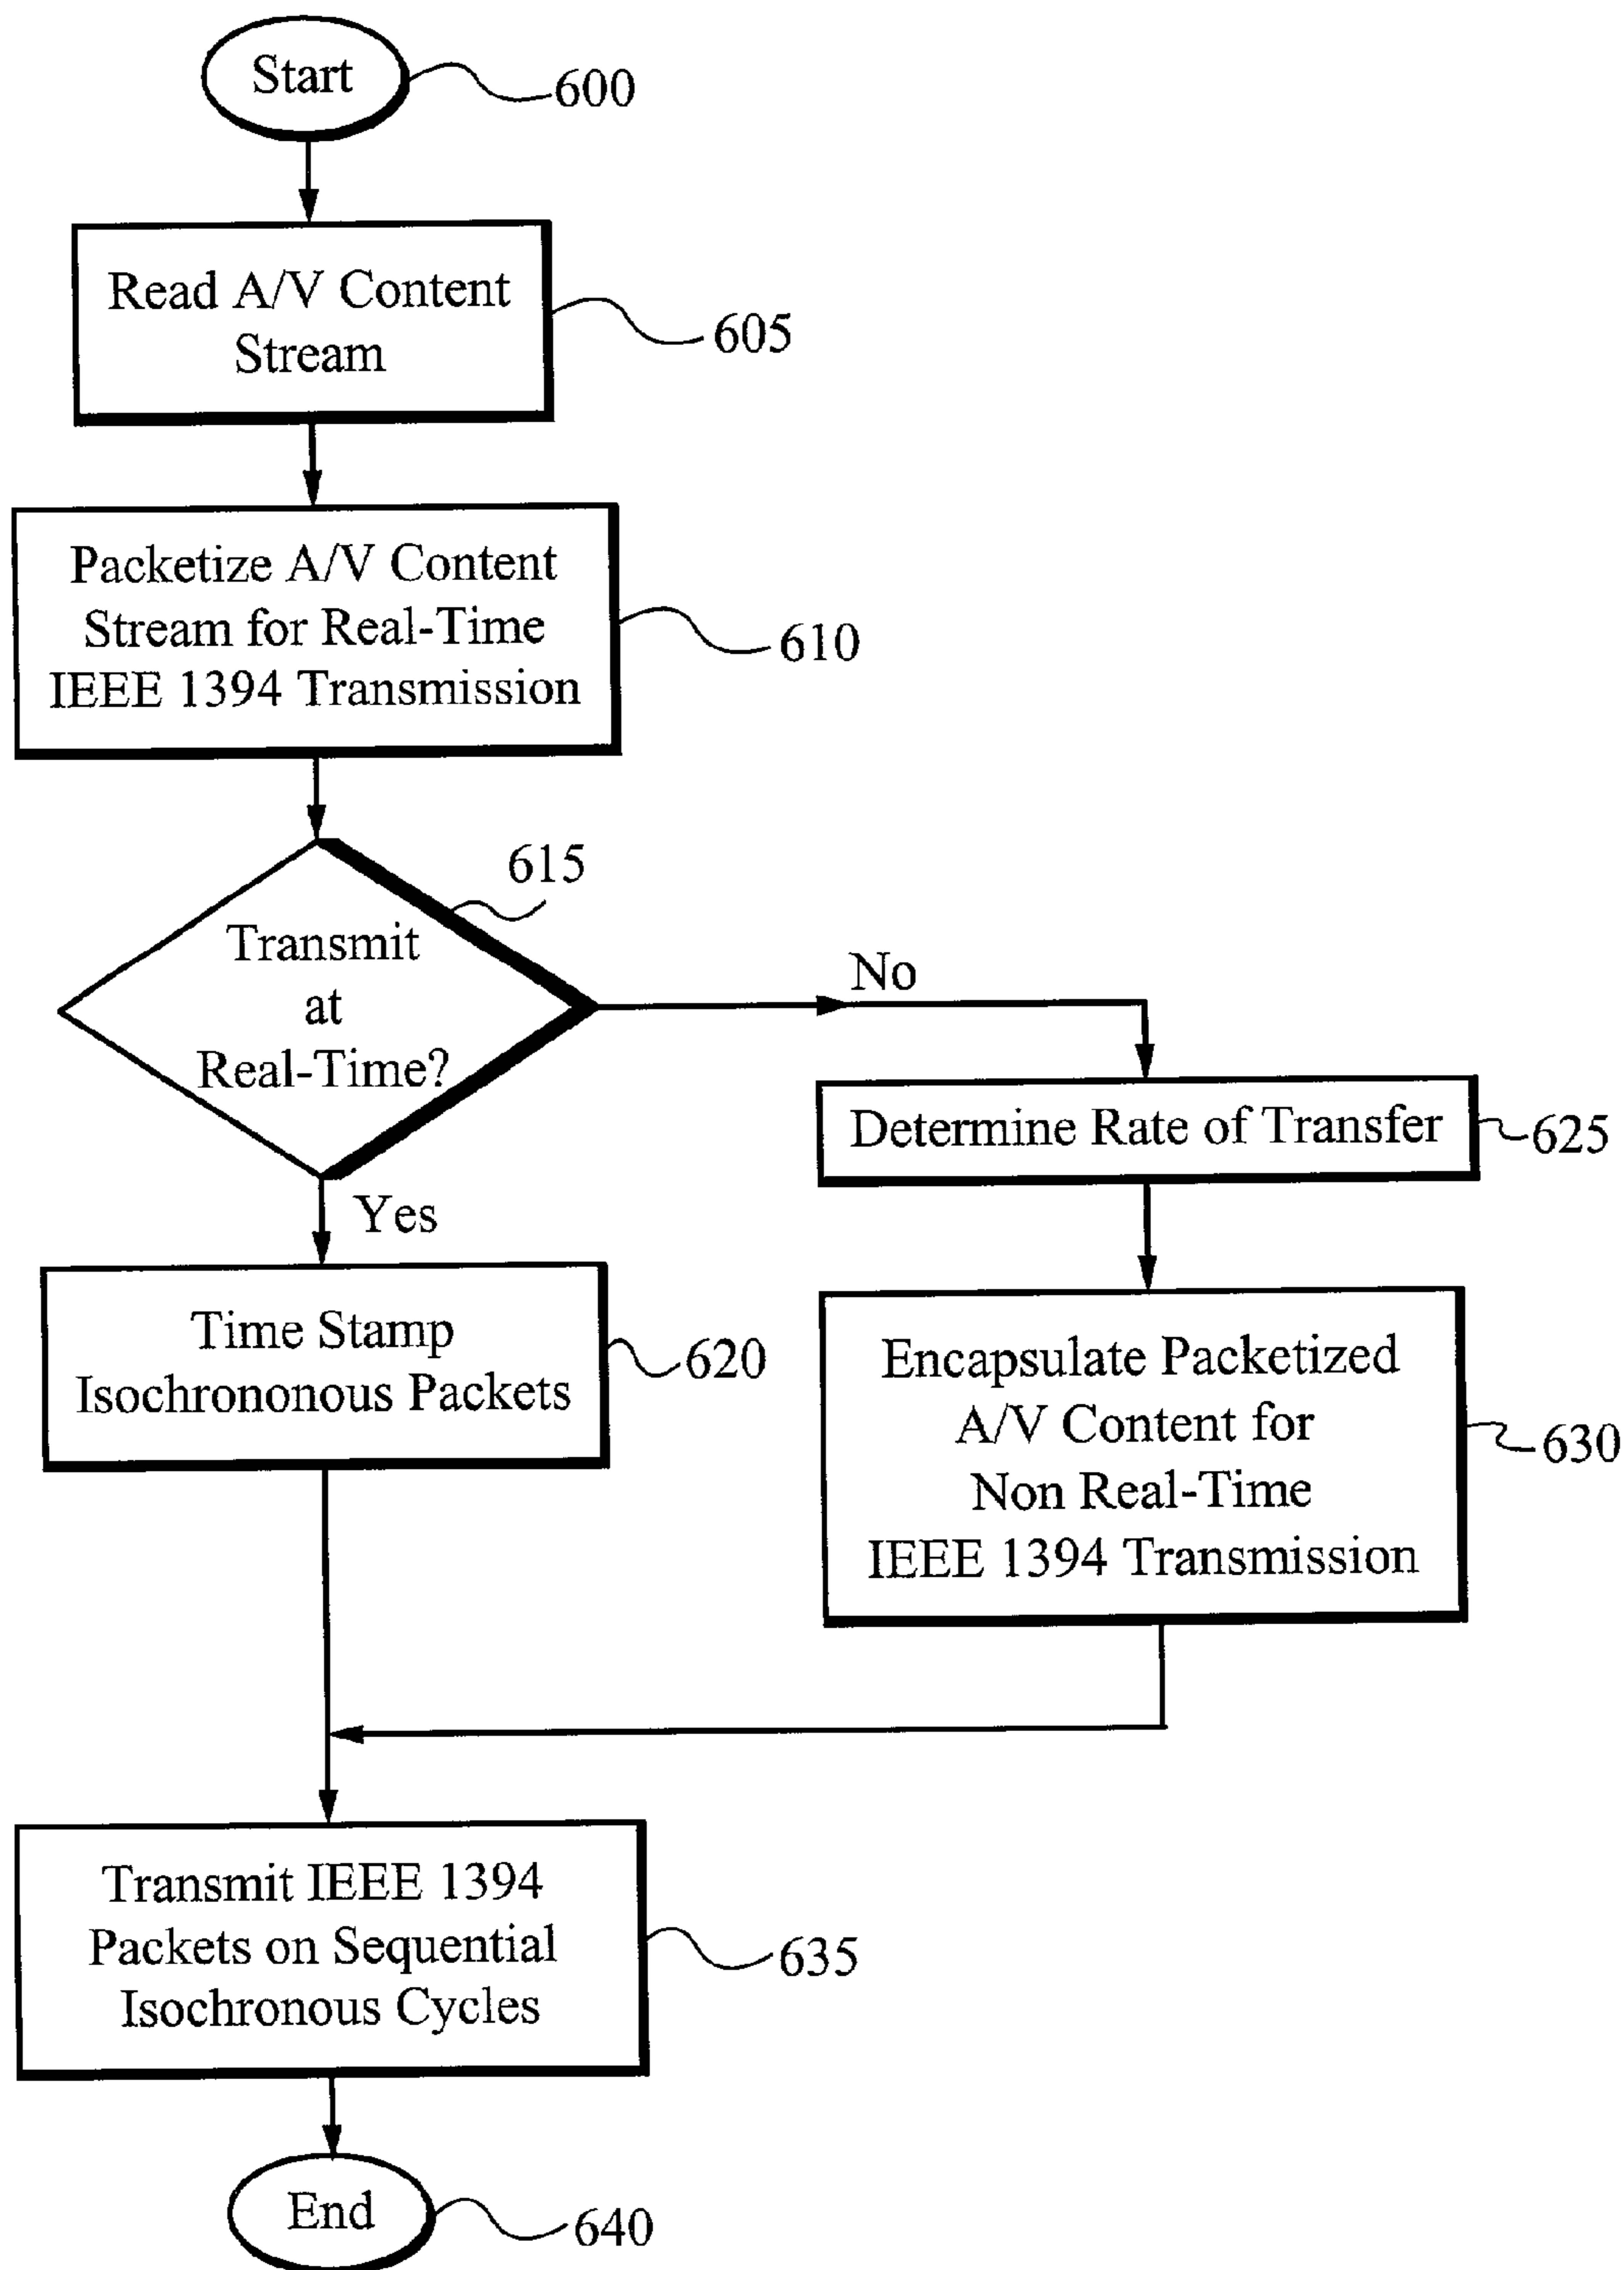 Start
600
Read A/V Content
Stream
605
Packetize A/V Content
Stream for Real-Time
IEEE 1394 Transmission
610
615
Transmit
at
Real-Time?
No
Yes
Determine Rate of Transfer
625
Time Stamp
Isochrononous Packets
620
Encapsulate Packetized
A/V Content for
Non Real-Time
IEEE 1394 Transmission
630
Transmit IEEE 1394
Packets on Sequential
Isochronous Cycles
635
End
640